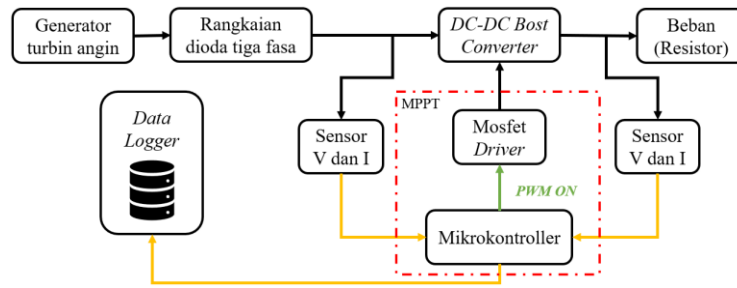 Generator
turbin angin
Rangkaian
dioda tiga fasa
DC-DC Bost
Converter
Beban
(Resistor)
MPPT
Data
Logger
Sensor
V dan I
Mosfet
Driver
Sensor
V dan I
PWM ON
Mikrokontroller